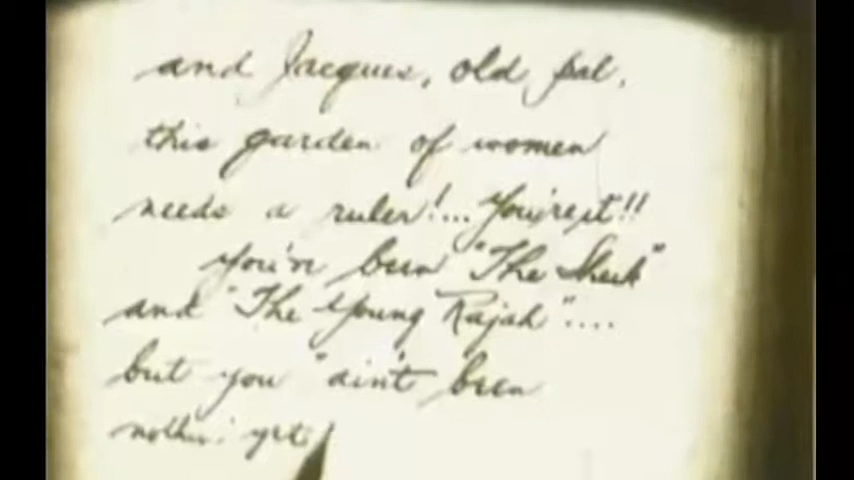 and Jacques, old pal,
this garden of women
needs a ruler!... You're it!!
you've been "The Sheik"
and "The Young Rajah"....
but you "ain't been
nothin' yet!